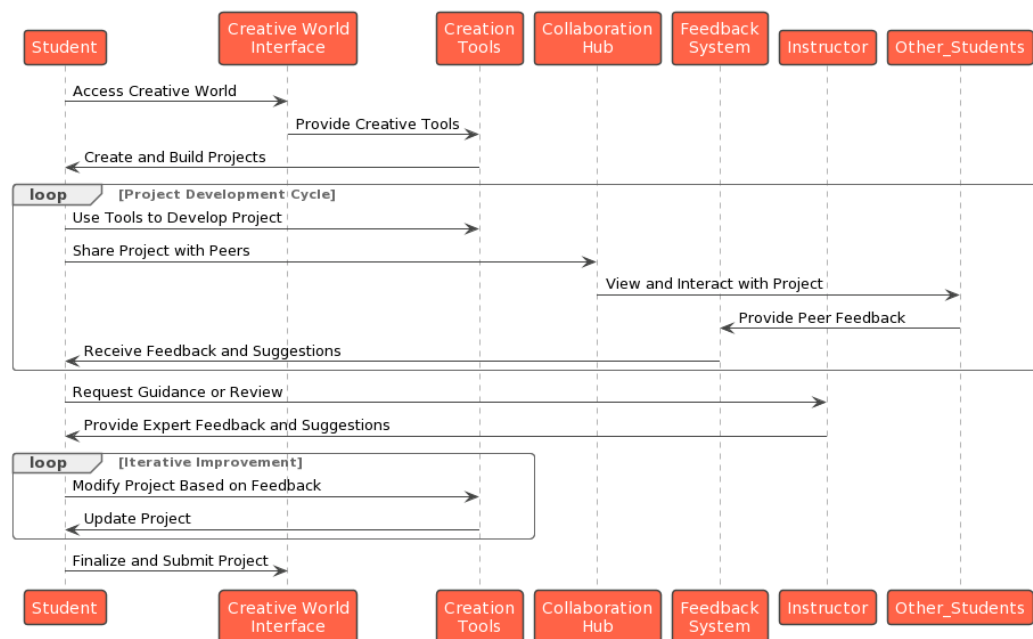 Student
Creative World
Interface
Creation
Tools
Collaboration
Hub
Feedback
System
Instructor
Other_Students
Access Creative World
Provide Creative Tools
Create and Build Projects
loop [Project Development Cycle]
Use Tools to Develop Project
Share Project with Peers
View and Interact with Project
Provide Peer Feedback
Receive Feedback and Suggestions
Request Guidance or Review
Provide Expert Feedback and Suggestions
loop [Iterative Improvement]
Modify Project Based on Feedback
Update Project
Finalize and Submit Project
Student
Creative World
Interface
Creation
Tools
Collaboration
Hub
Feedback
System
Instructor
Other_Students